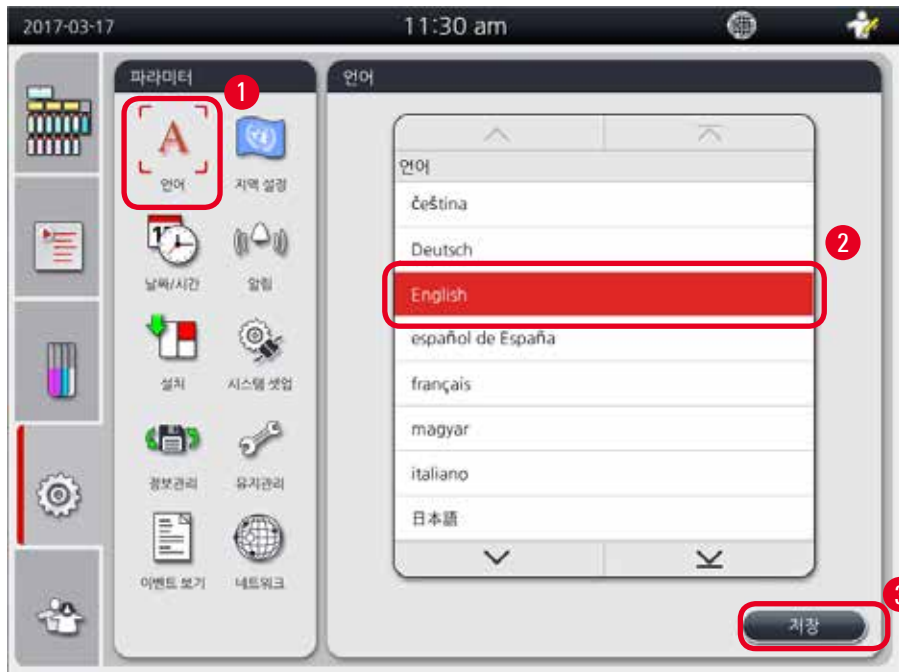 2017-03-17
11:30 am
파라미터
언어
1
언어
지역 설정
날짜/시간
알림
설치
시스템 셋업
정보관리
유지관리
이벤트 보기
네트워크
언어
čeština
Deutsch
2
English
español de España
français
magyar
italiano
日本語
3
저장